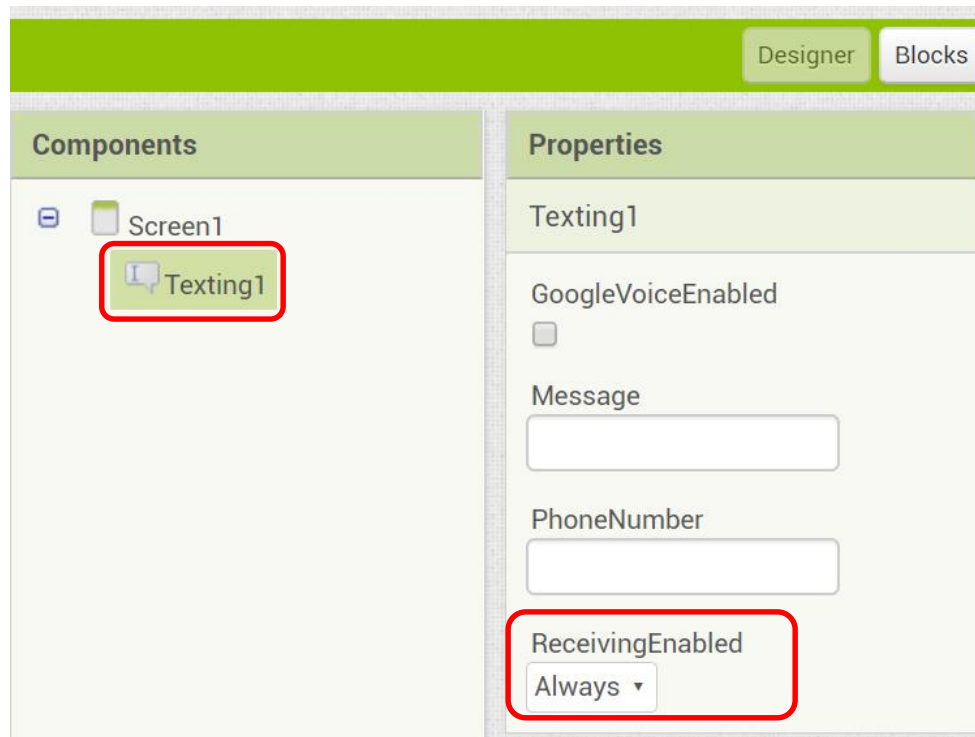 Designer
Blocks
Components
Screen1
Texting1
Properties
Texting1
GoogleVoiceEnabled
Message
PhoneNumber
ReceivingEnabled
Always